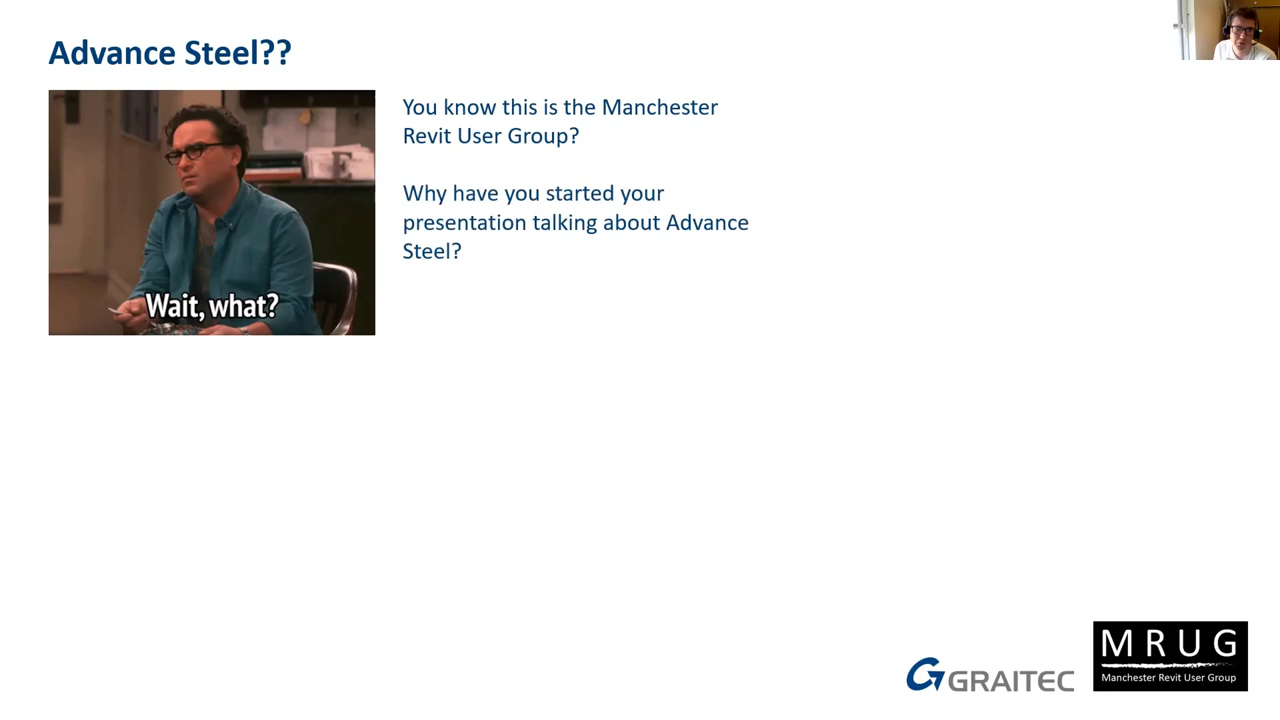 Advance Steel??
You know this is the Manchester
Revit User Group?
Why have you started your
presentation talking about Advance
Steel?
Wait, what?
GRAITEC
MRUG
Manchester Revit User Group